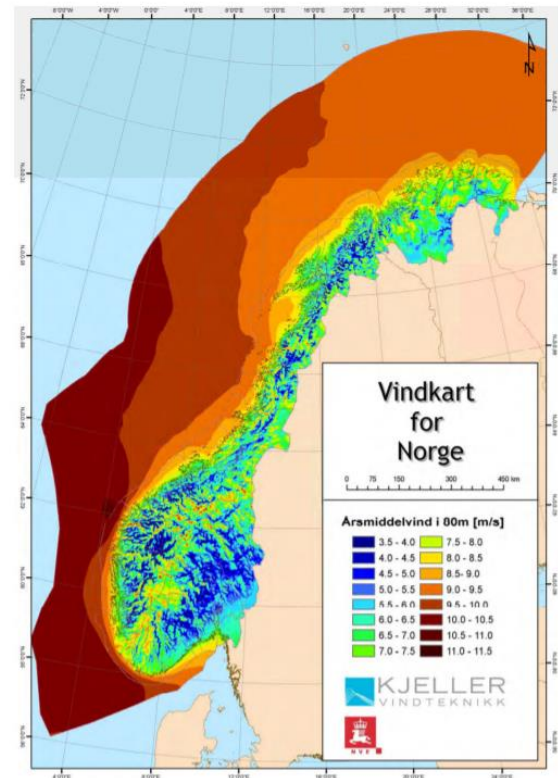 Vindkart
for
Norge
0 75 150 300 450 km
Årsmiddelvind i 80m [m/s]
3.5 - 4.0
4.0 - 4.5
4.5 - 5.0
5.0 - 5.5
5.5 - 6.0
6.0 - 6.5
6.5 - 7.0
7.0 - 7.5
7.5 - 8.0
8.0 - 8.5
8.5 - 9.0
9.0 - 9.5
9.5 - 10.0
10.0 - 10.5
10.5 - 11.0
11.0 - 11.5
KJELLER
VINDTEKNIKK
NVE
N